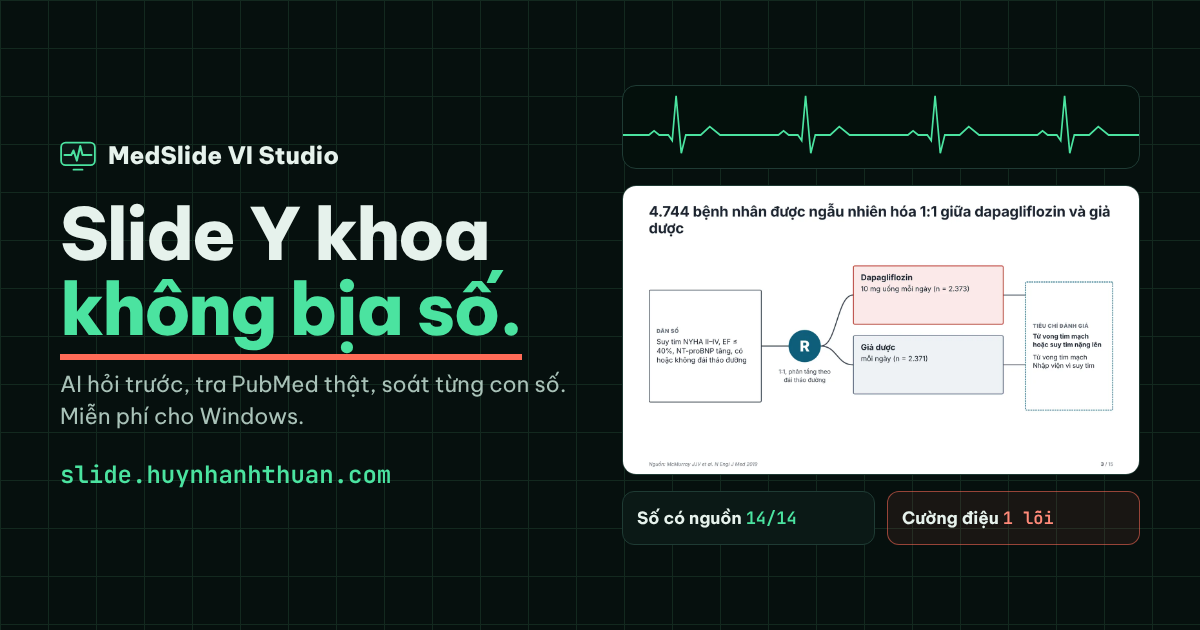 MedSlide VI Studio
Slide Y khoa
không bịa số.
AI hỏi trước, tra PubMed thật, soát từng con số.
Miễn phí cho Windows.
slide.huynhanhthuan.com
4.744 bệnh nhân được ngẫu nhiên hóa 1:1 giữa dapagliflozin và giả
dược
DÂN SỐ
Suy tim NYHA II–IV, EF ≤
40%, NT-proBNP tăng, có
hoặc không đái tháo đường
R
1:1, phân tầng theo
đái tháo đường
Dapagliflozin
10 mg uống mỗi ngày (n = 2.373)
Giả dược
mỗi ngày (n = 2.371)
TIÊU CHÍ ĐÁNH GIÁ
Tử vong tim mạch
hoặc suy tim nặng lên
Tử vong tim mạch
Nhập viện vì suy tim
Nguồn: McMurray JJV et al. N Engl J Med 2019
3 / 15
Số có nguồn 14/14
Cường điệu 1 lỗi